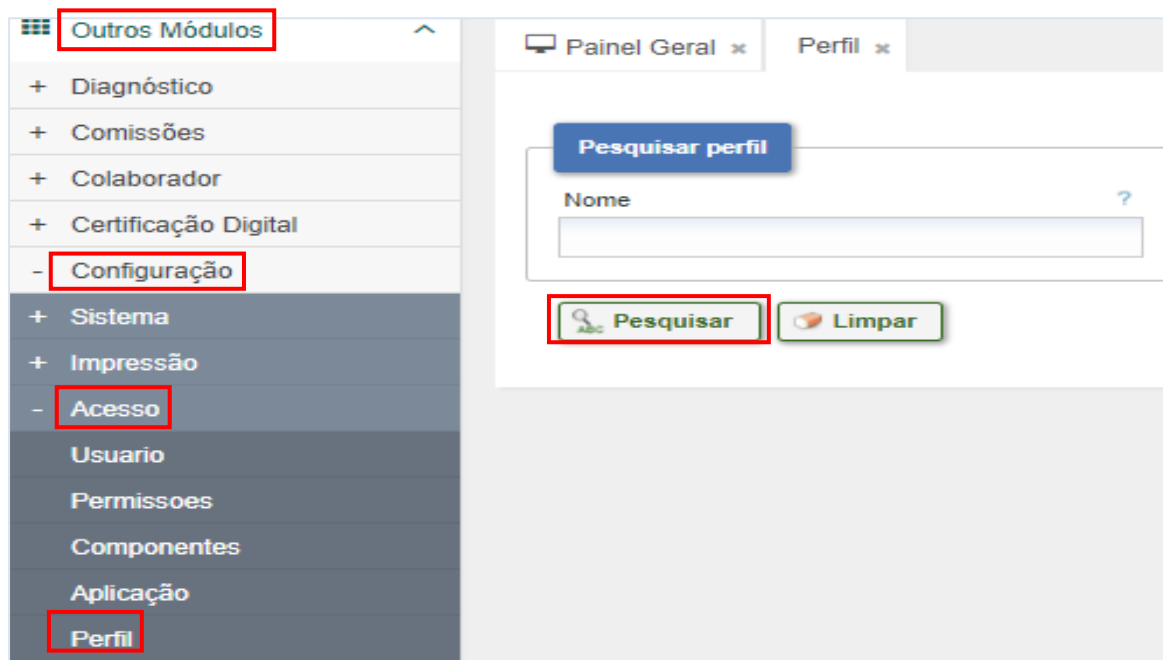 Outros Módulos
Diagnóstico
Comissões
Colaborador
Certificação Digital
Configuração
Sistema
Impressão
Acesso
Usuario
Permissoes
Componentes
Aplicação
Perfil
Painel Geral
Perfil
Pesquisar perfil
Nome ?
ABC Pesquisar
Limpar